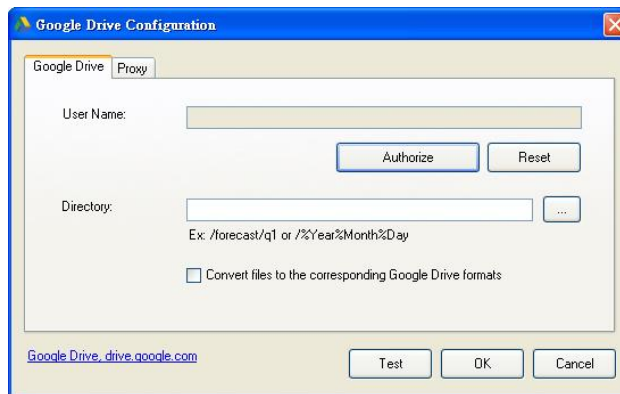 Google Drive Configuration
Google Drive Proxy
User Name:
Authorize Reset
Directory: ...
Ex: /forecast/q1 or /%Year%Month%Day
Convert files to the corresponding Google Drive formats
Google Drive, drive.google.com Test OK Cancel